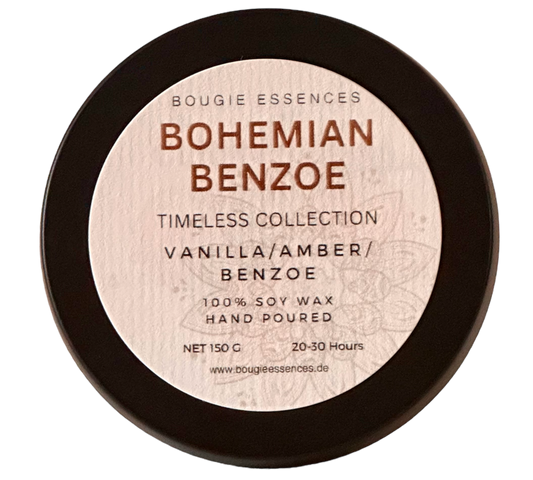 BOUGIE ESSENCES
BOHEMIAN
BENZOE
TIMELESS COLLECTION
VANILLA/AMBER/
BENZOE
100% SOY WAX
HAND POURED
NET 150 G 20-30 Hours
www.bougieessences.de